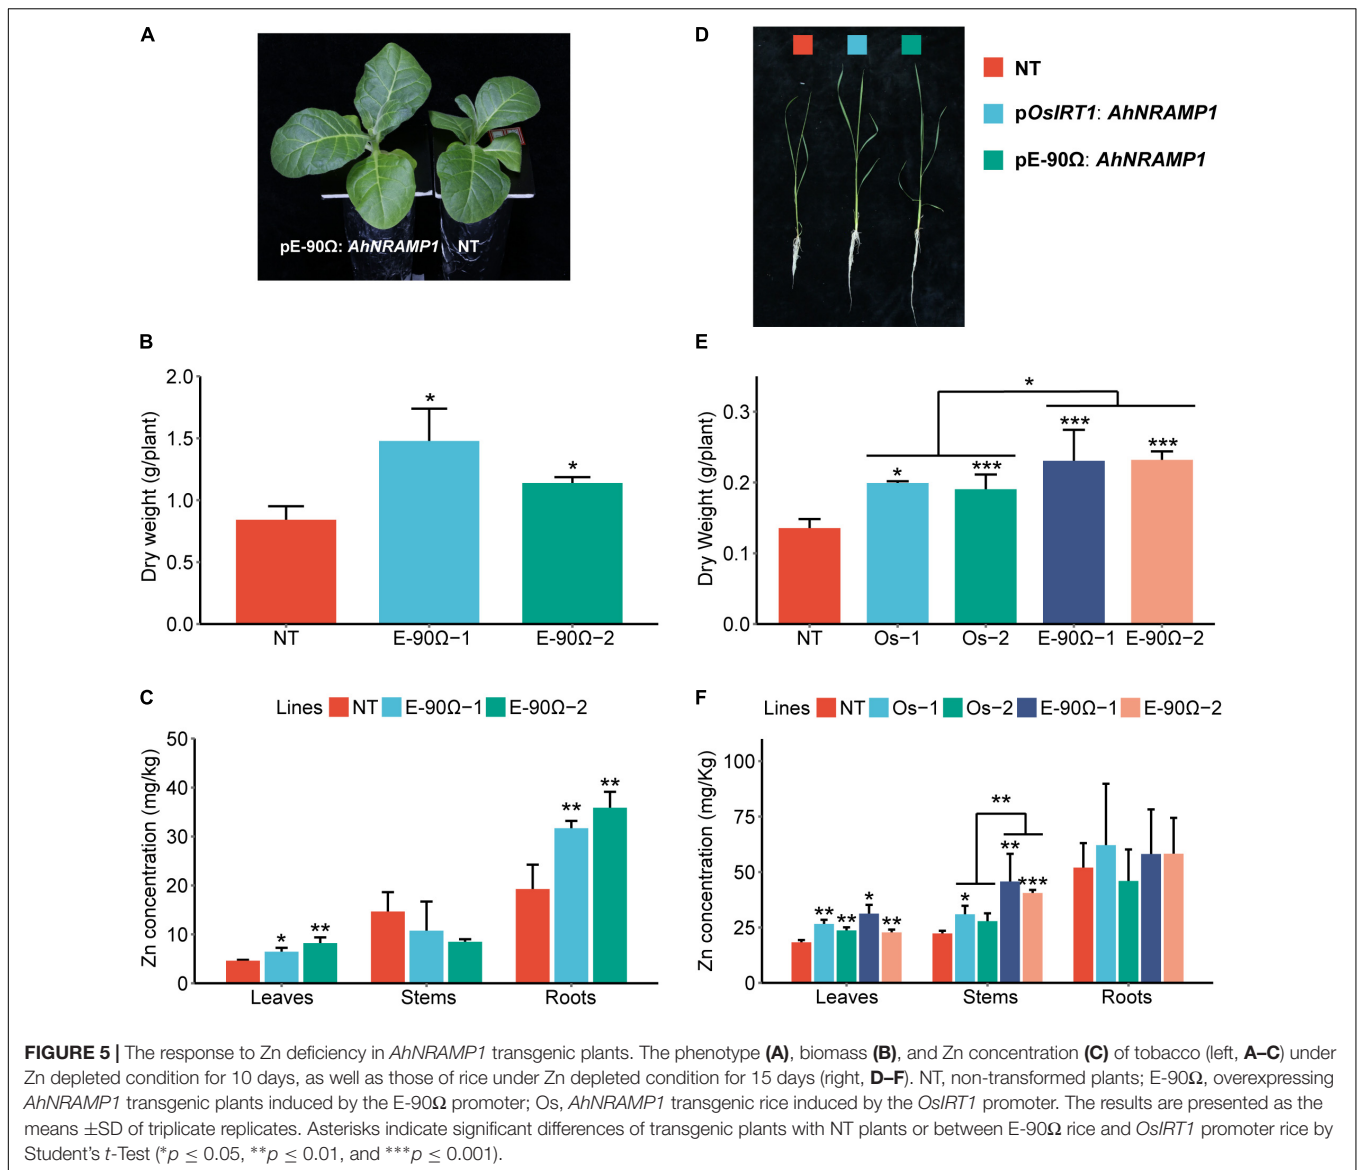 A
pE-90Ω: AhNRAMP1 NT
D
NT
pOsIRT1: AhNRAMP1
pE-90Ω: AhNRAMP1
B
Dry weight (g/plant)
2.0
1.5
1.0
0.5
0.0
*
*
NT E-90Ω−1 E-90Ω−2
E
Dry Weight (g/plant)
0.3
0.2
0.1
0.0
*
*
***
***
***
NT Os−1 Os−2 E-90Ω−1 E-90Ω−2
C
Lines NT E-90Ω−1 E-90Ω−2
Zn concentration (mg/kg)
50
40
30
20
10
0
*
**
**
**
Leaves Stems Roots
F
Lines NT Os−1 Os−2 E-90Ω−1 E-90Ω−2
Zn concentration (mg/Kg)
100
75
50
25
0
**
**
*
**
*
**
***
**
Leaves Stems Roots
FIGURE 5 | The response to Zn deficiency in AhNRAMP1 transgenic plants. The phenotype (A), biomass (B), and Zn concentration (C) of tobacco (left, A–C) under
Zn depleted condition for 10 days, as well as those of rice under Zn depleted condition for 15 days (right, D–F). NT, non-transformed plants; E-90Ω, overexpressing
AhNRAMP1 transgenic plants induced by the E-90Ω promoter; Os, AhNRAMP1 transgenic rice induced by the OsIRT1 promoter. The results are presented as the
means ±SD of triplicate replicates. Asterisks indicate significant differences of transgenic plants with NT plants or between E-90Ω rice and OsIRT1 promoter rice by
Student's t-Test (*p ≤ 0.05, **p ≤ 0.01, and ***p ≤ 0.001).